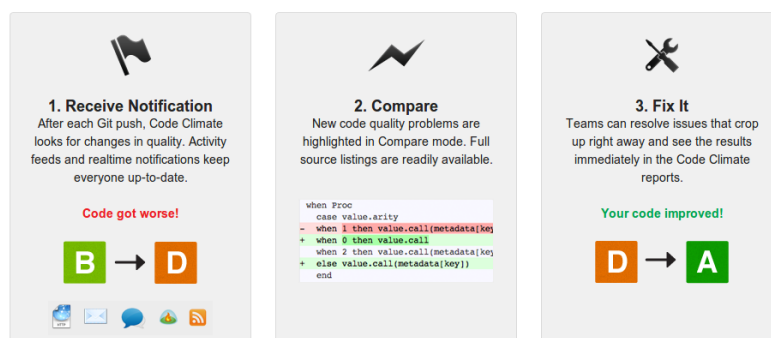 1. Receive Notification
After each Git push, Code Climate
looks for changes in quality. Activity
feeds and realtime notifications keep
everyone up-to-date.
Code got worse!
B → D
HTTP
2. Compare
New code quality problems are
highlighted in Compare mode. Full
source listings are readily available.
when Proc
case value.arity
- when 1 then value.call(metadata[key
+ when 0 then value.call
when 2 then value.call(metadata[key
+ else value.call(metadata[key])
end
3. Fix It
Teams can resolve issues that crop
up right away and see the results
immediately in the Code Climate
reports.
Your code improved!
D → A